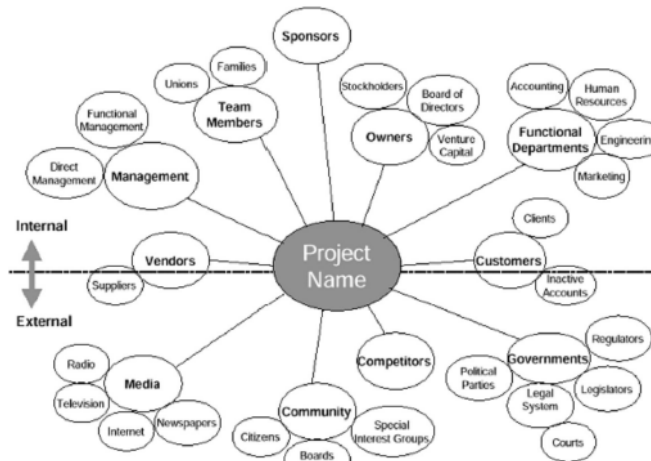 Sponsors
Families
Unions
Team
Members
Stockholders
Board of
Directors
Owners
Venture
Capital
Accounting
Human
Resources
Functional
Departments
Engineerin
Marketing
Functional
Management
Direct
Management
Management
Internal
External
Vendors
Suppliers
Project
Name
Clients
Customers
Inactive
Accounts
Radio
Media
Television
Internet
Newspapers
Community
Citizens
Special
Interest Groups
Boards
Competitors
Governments
Regulators
Political
Parties
Legal
System
Legislators
Courts